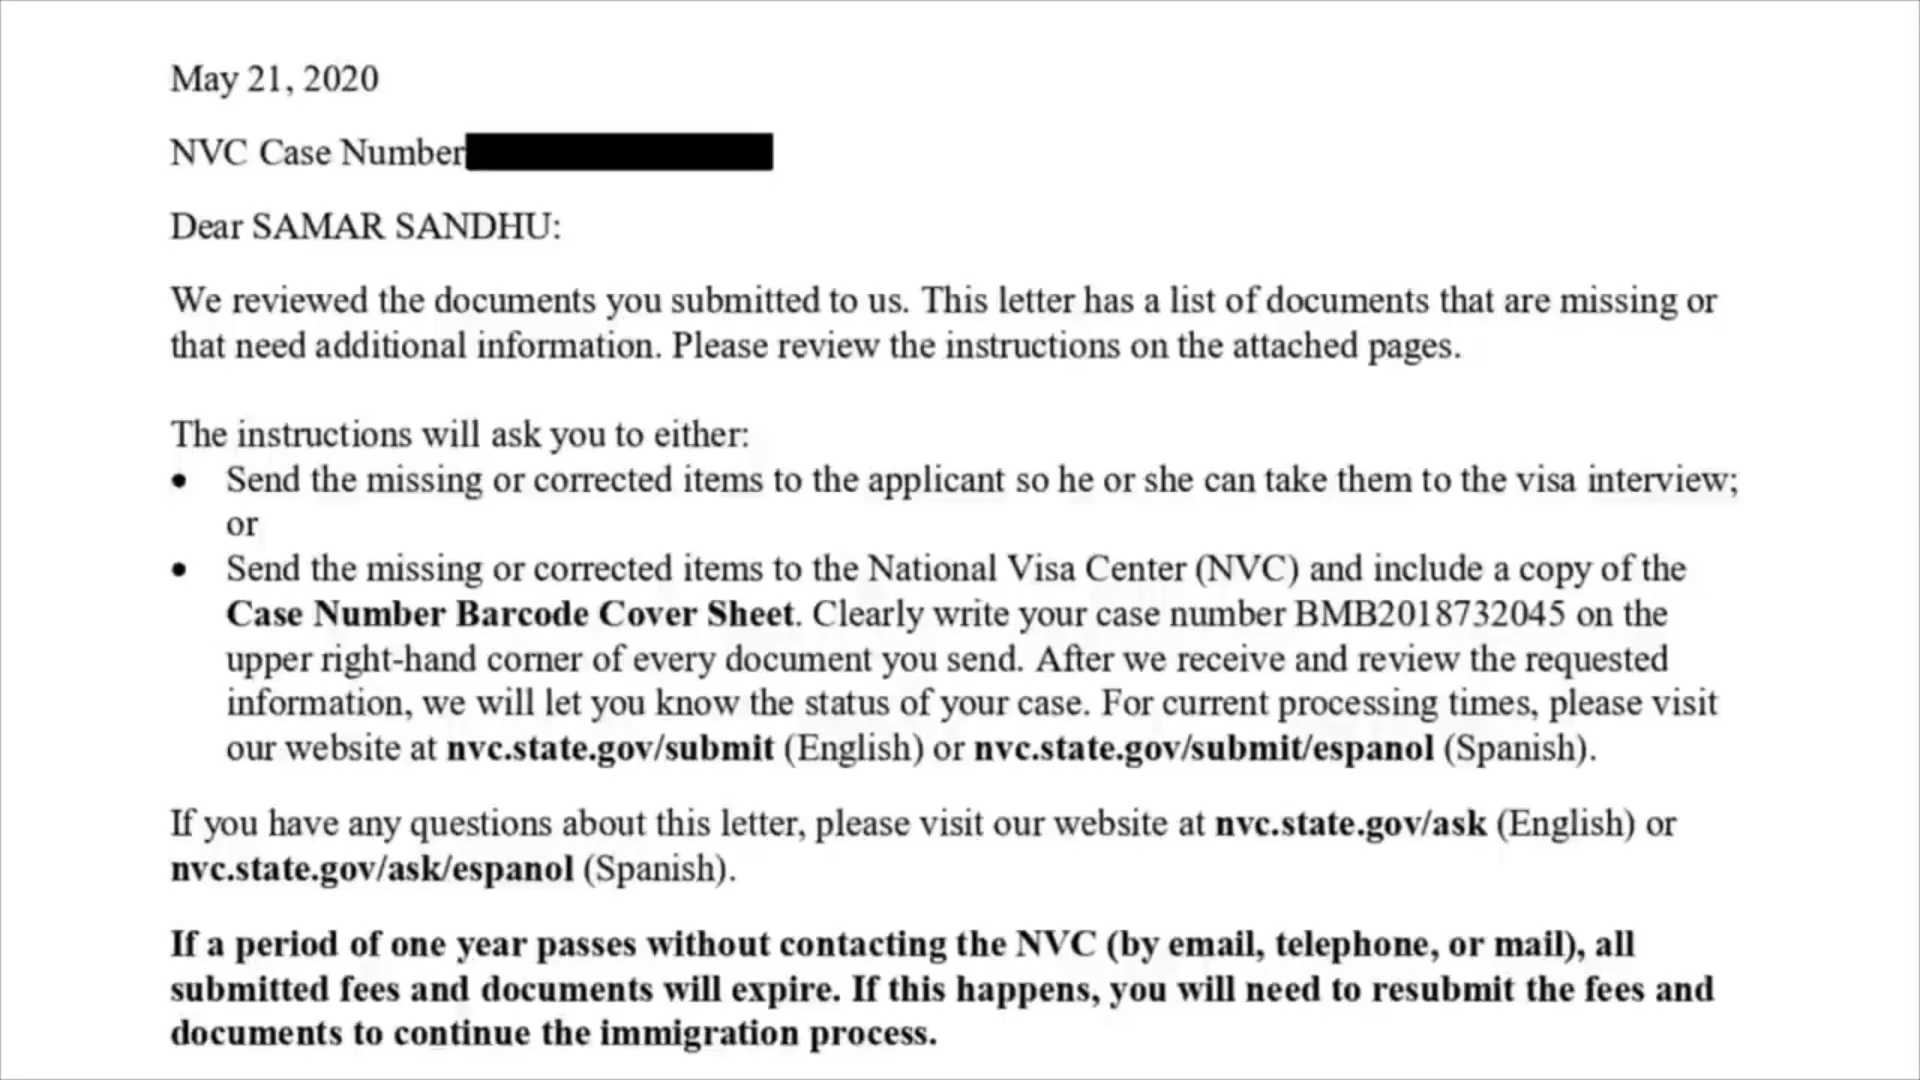 May 21, 2020
NVC Case Number
Dear SAMAR SANDHU:
We reviewed the documents you submitted to us. This letter has a list of documents that are missing or
that need additional information. Please review the instructions on the attached pages.
The instructions will ask you to either:
• Send the missing or corrected items to the applicant so he or she can take them to the visa interview;
or
• Send the missing or corrected items to the National Visa Center (NVC) and include a copy of the
Case Number Barcode Cover Sheet. Clearly write your case number BMB2018732045 on the
upper right-hand corner of every document you send. After we receive and review the requested
information, we will let you know the status of your case. For current processing times, please visit
our website at nvc.state.gov/submit (English) or nvc.state.gov/submit/espanol (Spanish).
If you have any questions about this letter, please visit our website at nvc.state.gov/ask (English) or
nvc.state.gov/ask/espanol (Spanish).
If a period of one year passes without contacting the NVC (by email, telephone, or mail), all
submitted fees and documents will expire. If this happens, you will need to resubmit the fees and
documents to continue the immigration process.